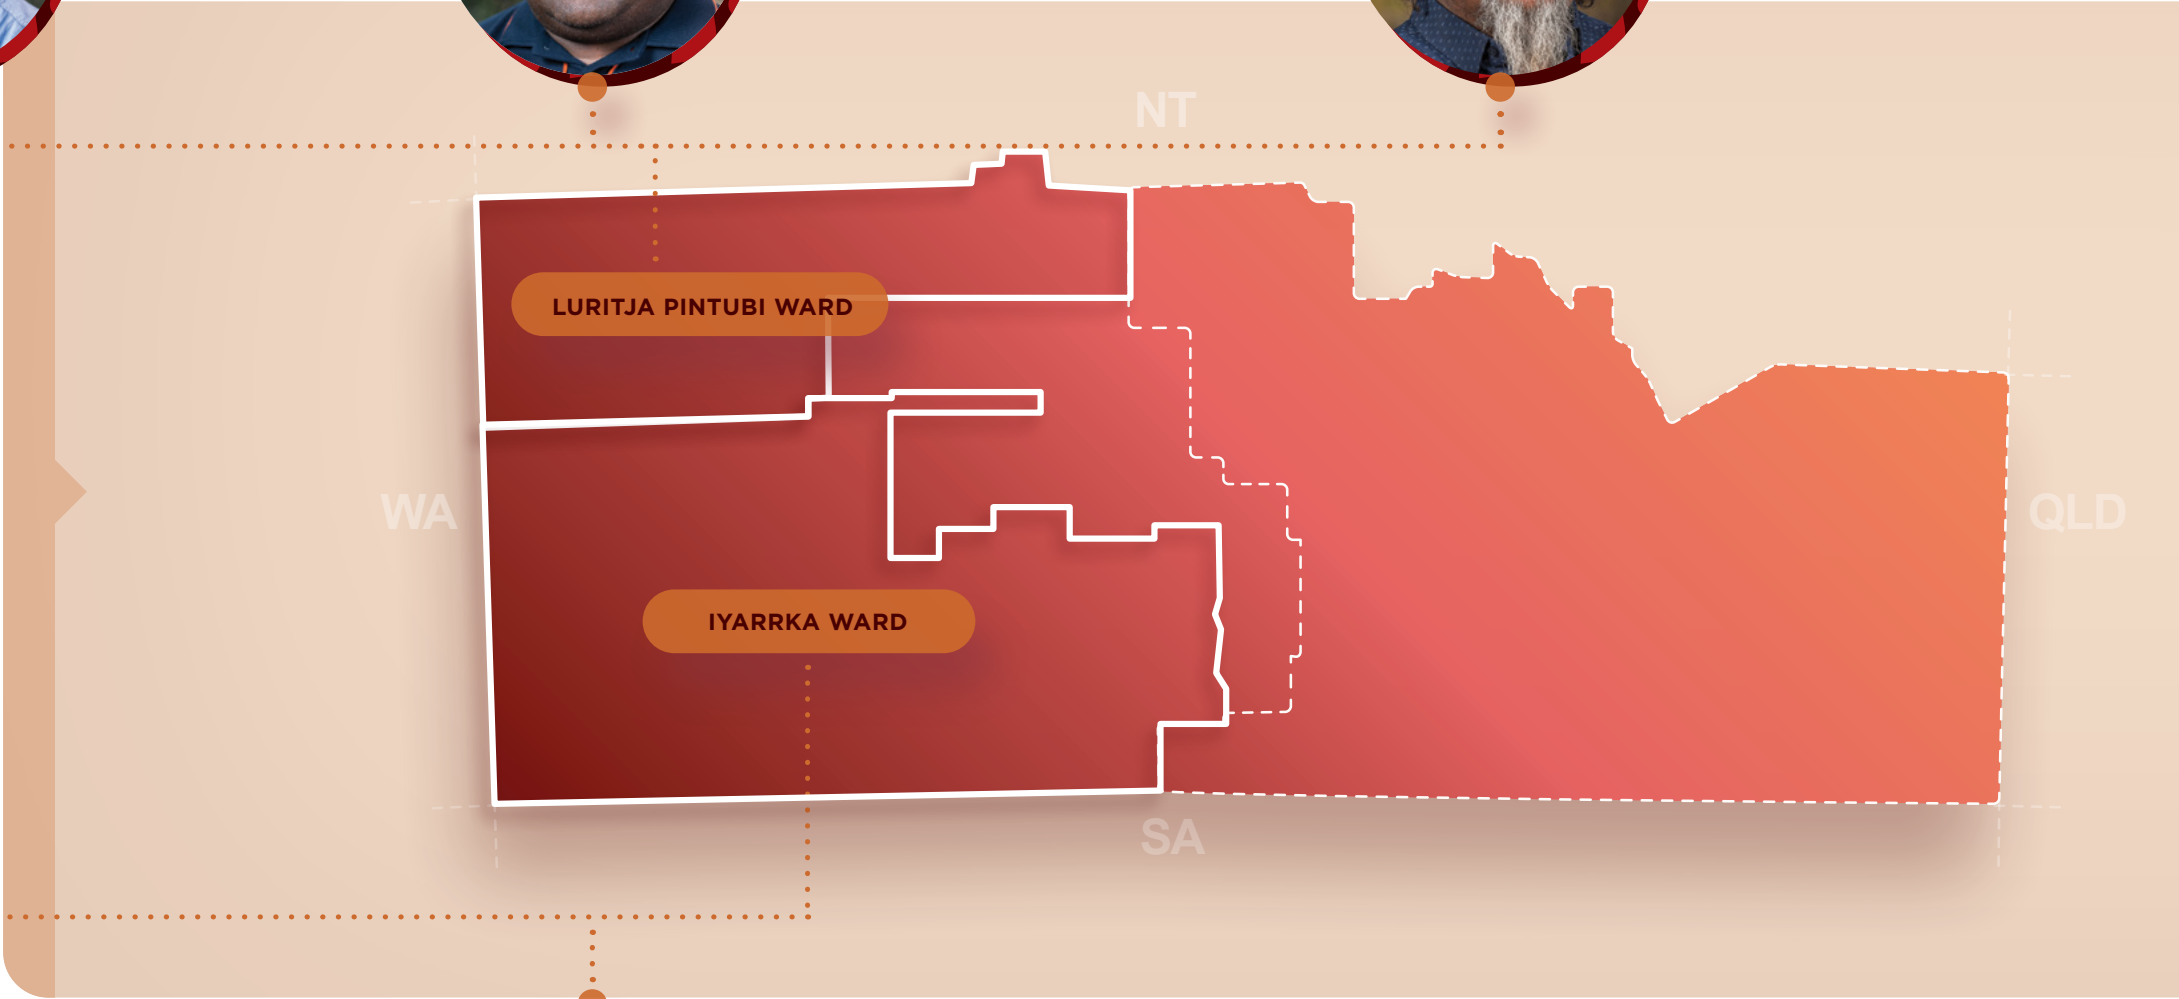 NT
LURITJA PINTUBI WARD
WA
QLD
IYARRKA WARD
SA